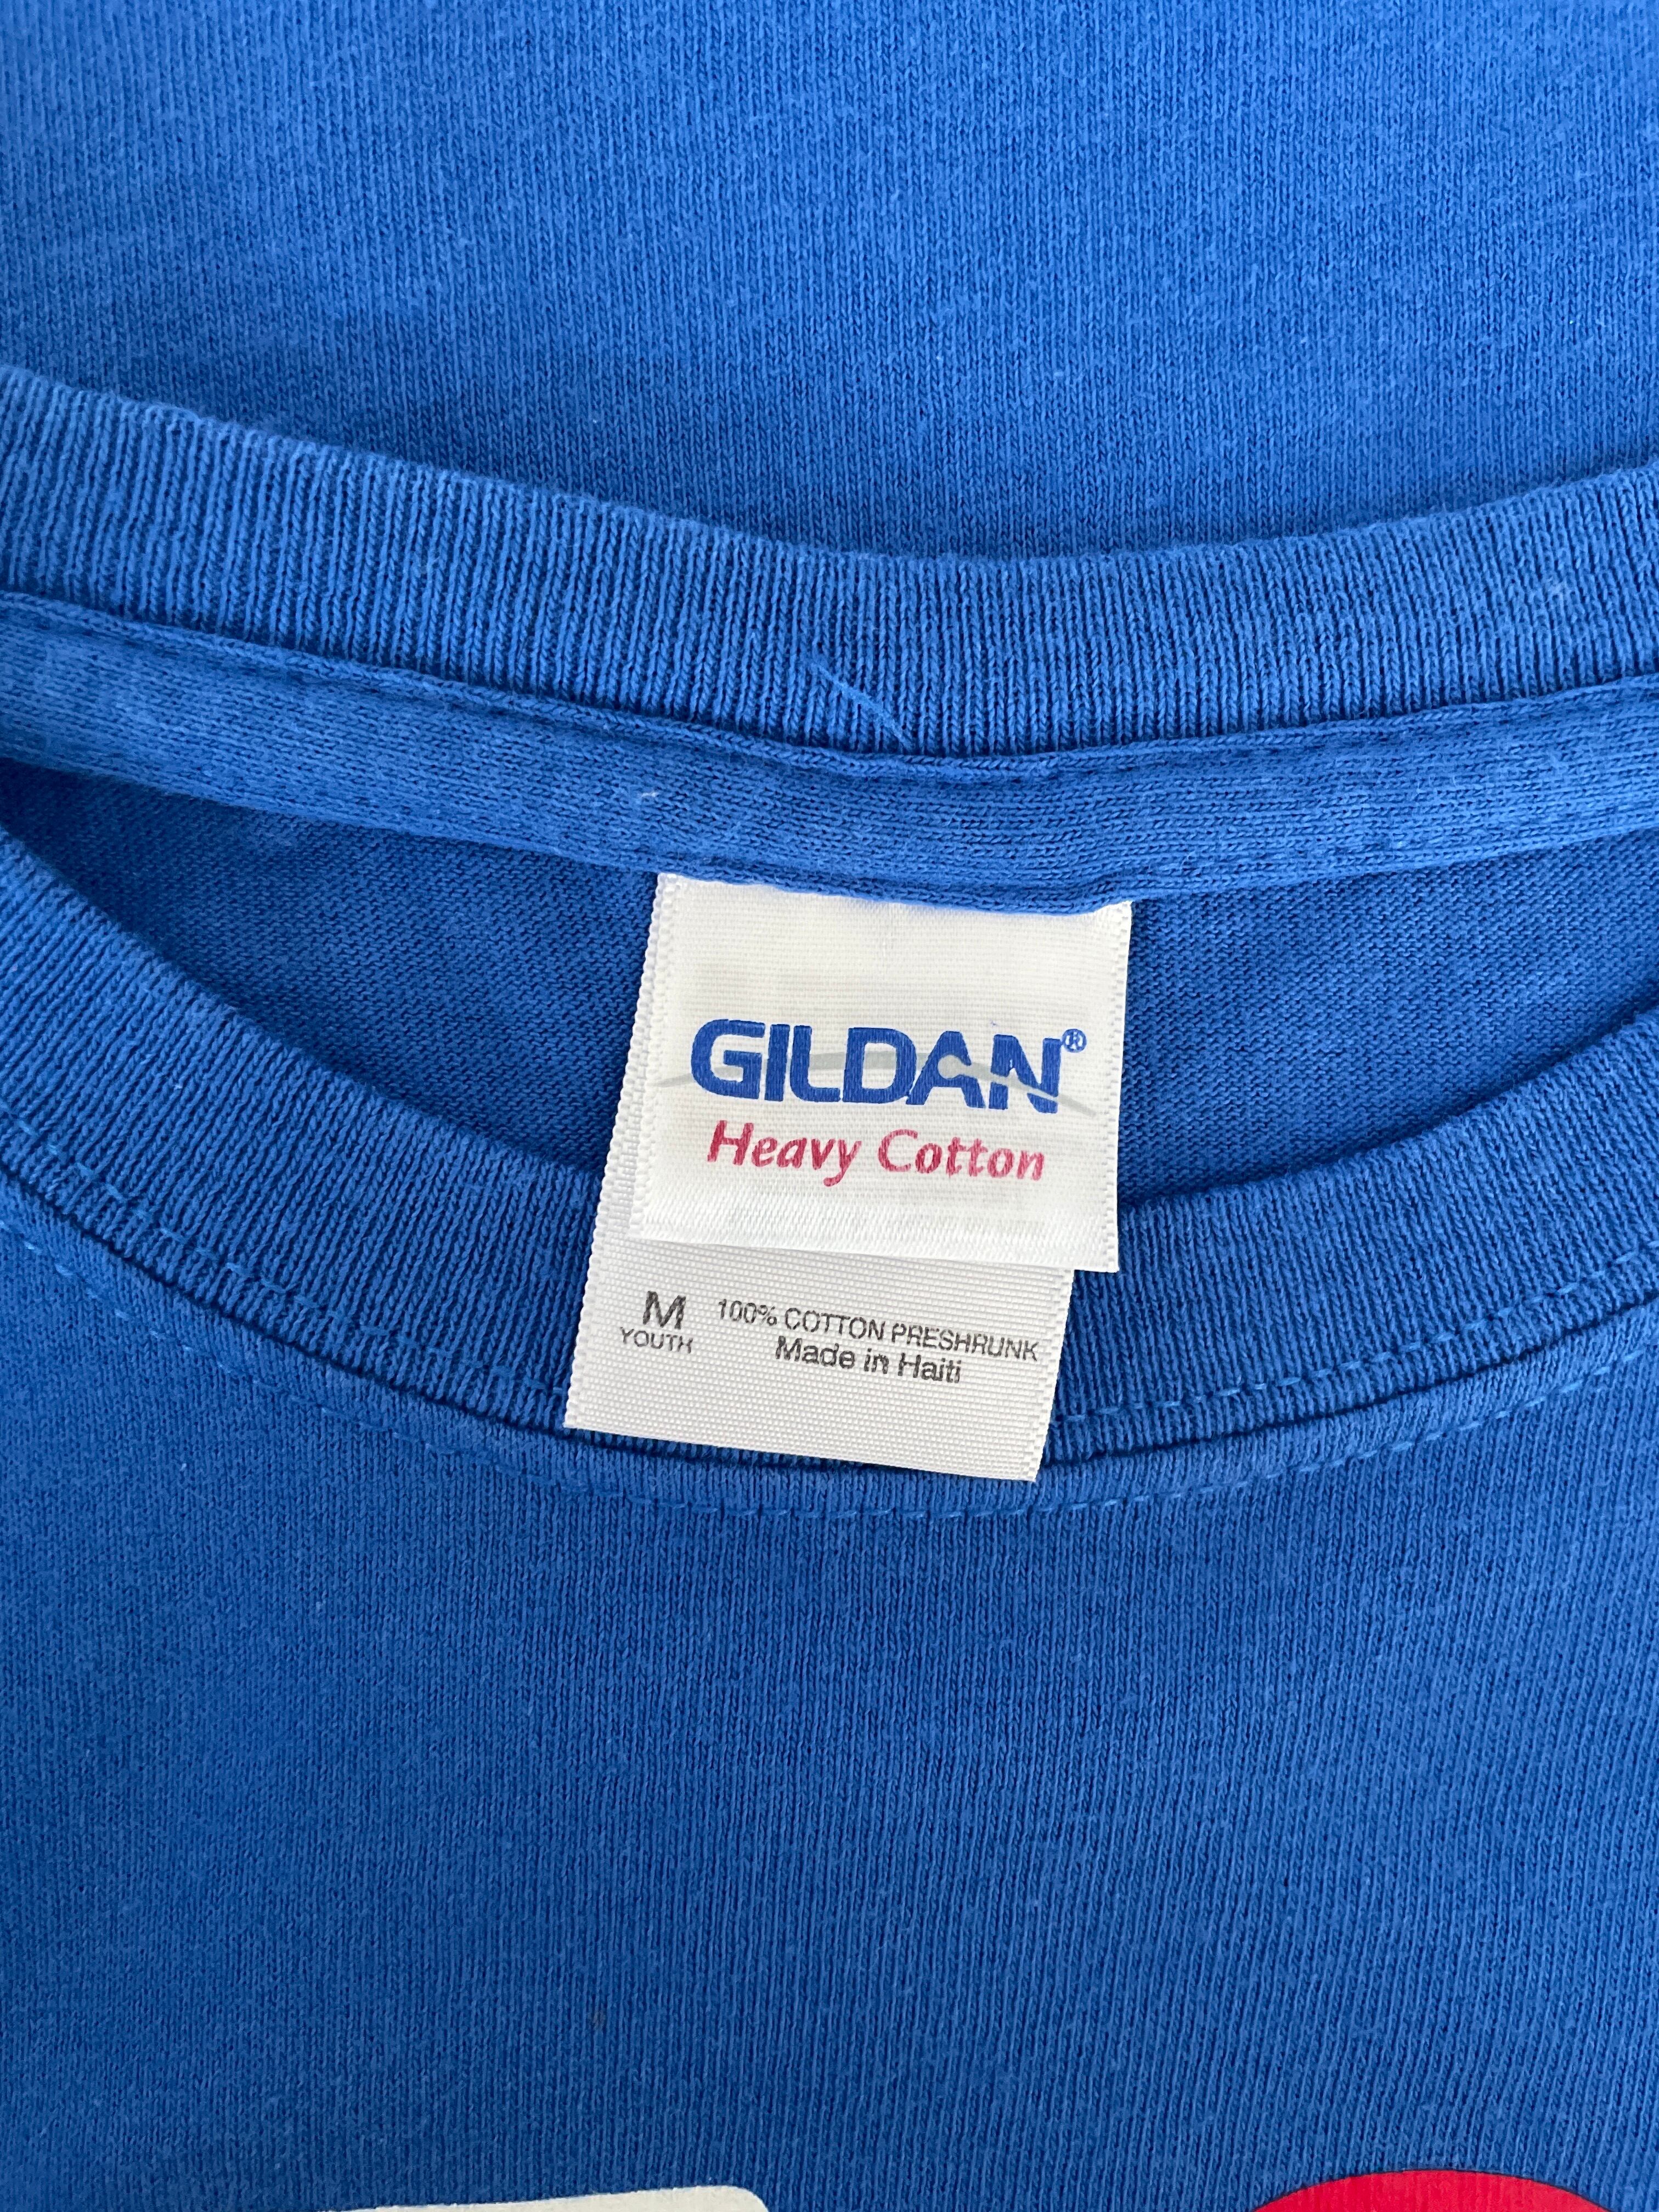 GILDAN®
Heavy Cotton
M
YOUTH
100% COTTON PRESHRUNK
Made in Haiti